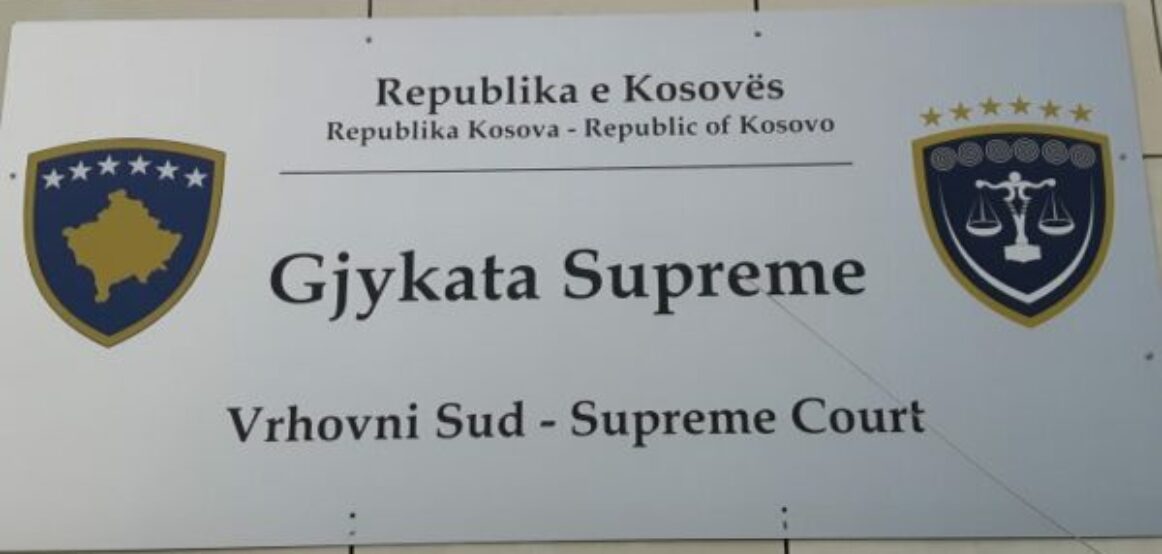 Republika e Kosovës
Republika Kosova - Republic of Kosovo
Gjykata Supreme
Vrhovni Sud - Supreme Court